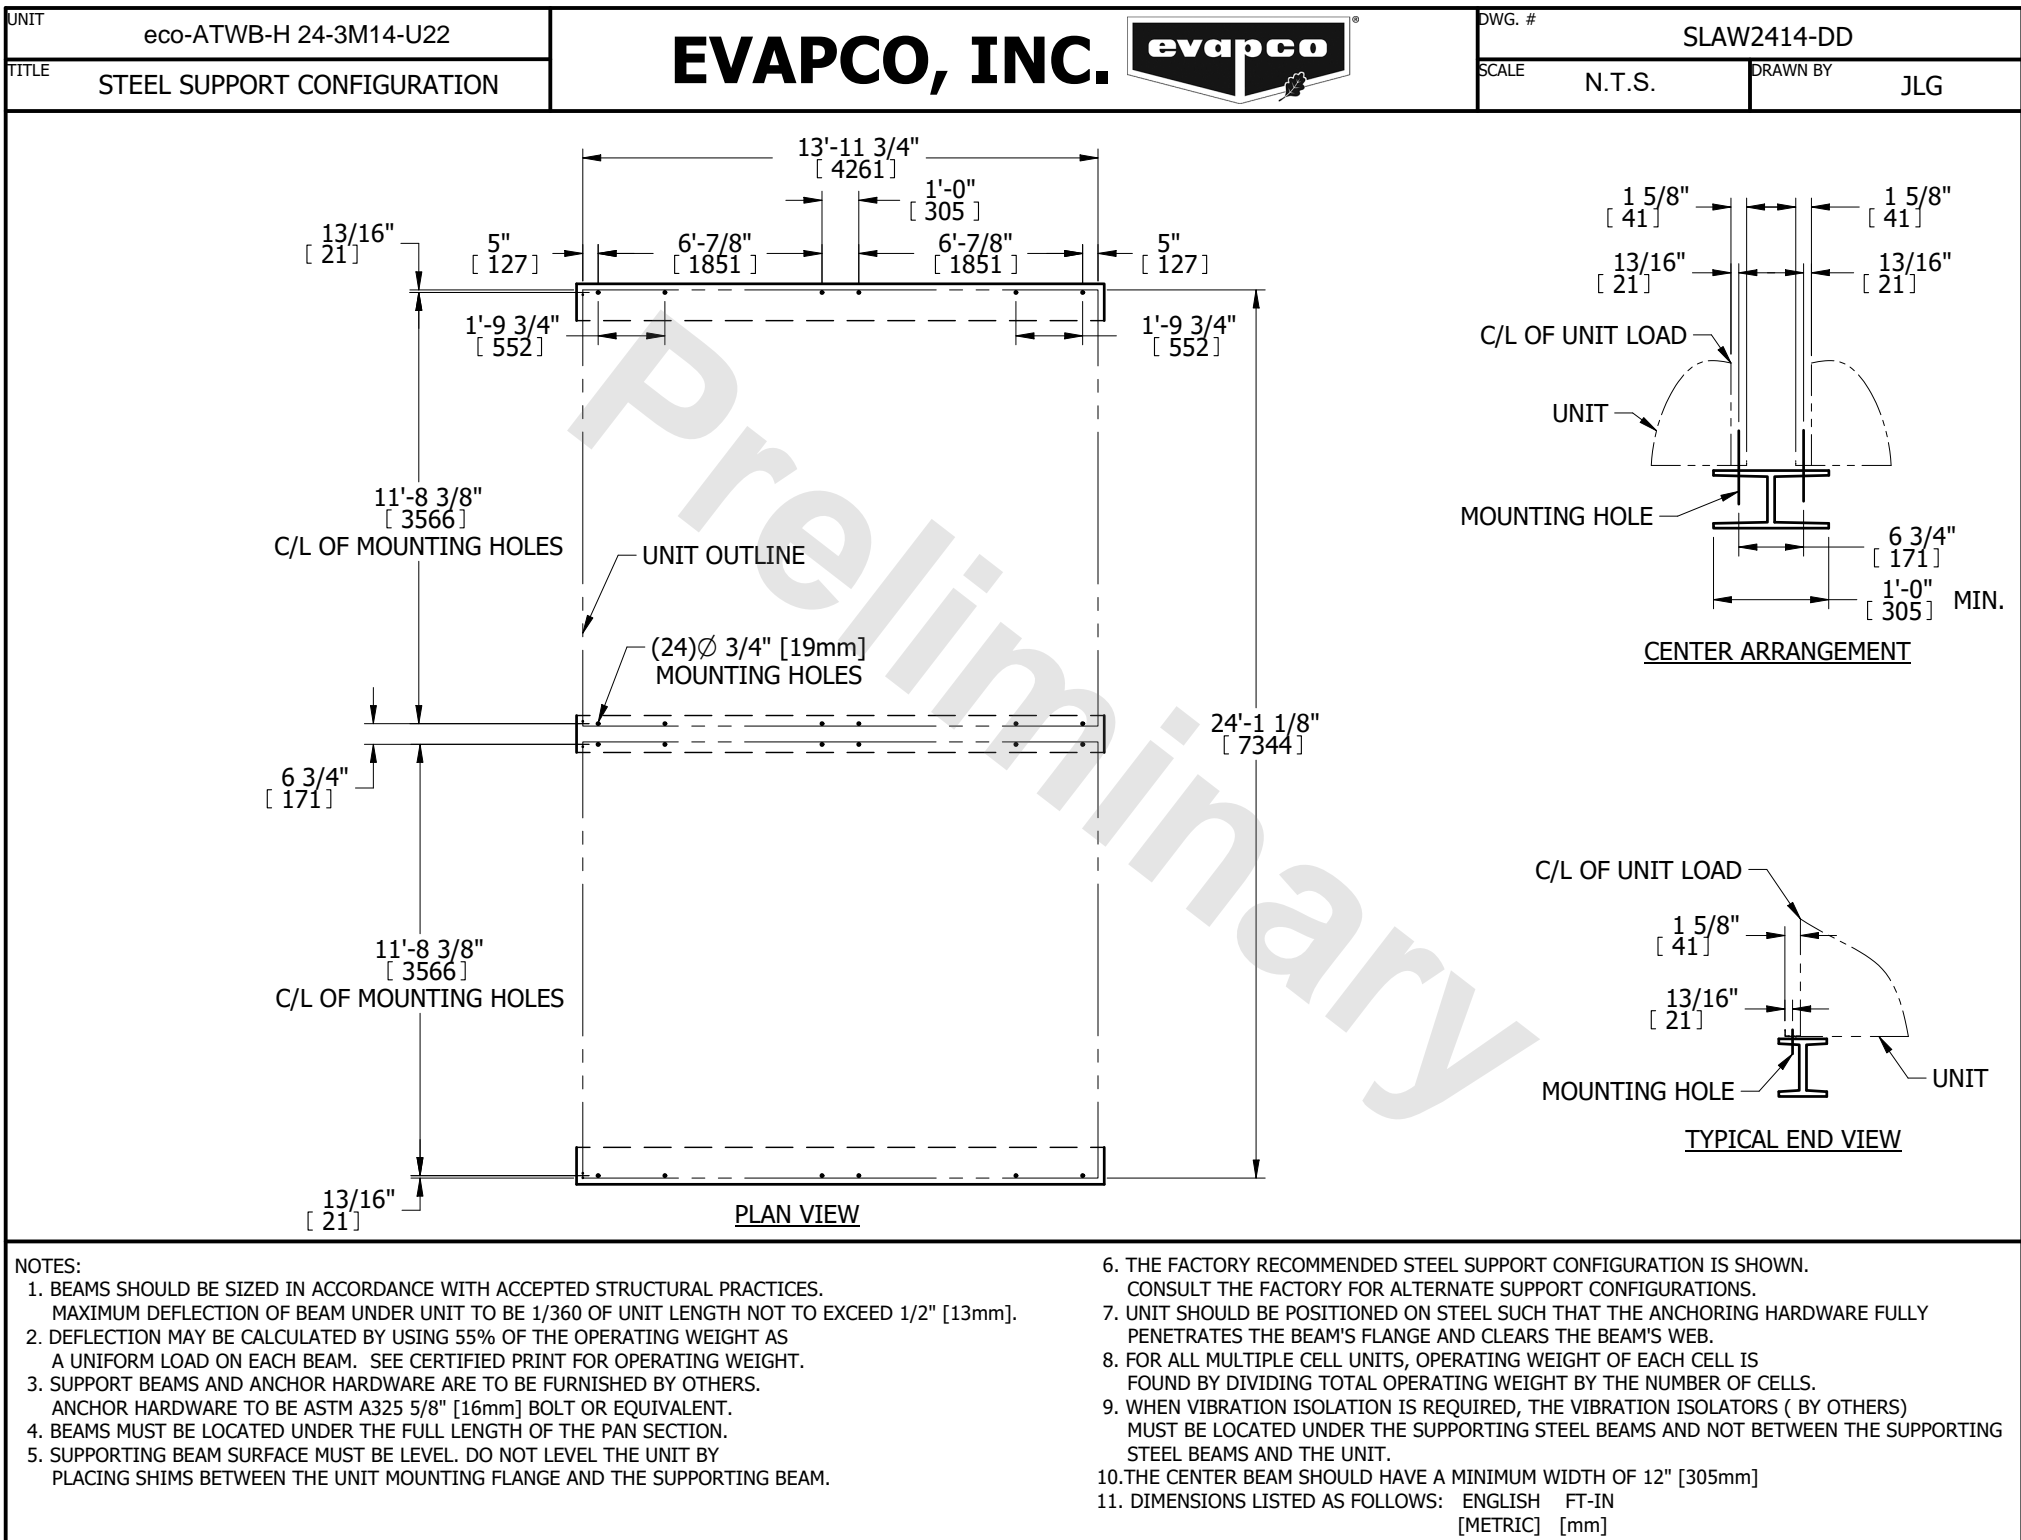 UNIT
eco-ATWB-H 24-3M14-U22
TITLE
STEEL SUPPORT CONFIGURATION
EVAPCO, INC.
evapco
®
DWG. #
SLAW2414-DD
SCALE
N.T.S.
DRAWN BY
JLG
13'-11 3/4"
[ 4261 ]
1'-0"
[ 305 ]
13/16"
[ 21 ]
5"
[ 127 ]
6'-7/8"
[ 1851 ]
6'-7/8"
[ 1851 ]
5"
[ 127 ]
1'-9 3/4"
[ 552 ]
1'-9 3/4"
[ 552 ]
11'-8 3/8"
[ 3566 ]
C/L OF MOUNTING HOLES
UNIT OUTLINE
(24)∅ 3/4" [19mm]
MOUNTING HOLES
24'-1 1/8"
[ 7344 ]
6 3/4"
[ 171 ]
11'-8 3/8"
[ 3566 ]
C/L OF MOUNTING HOLES
13/16"
[ 21 ]
PLAN VIEW
Preliminary
1 5/8"
[ 41 ]
1 5/8"
[ 41 ]
13/16"
[ 21 ]
13/16"
[ 21 ]
C/L OF UNIT LOAD
UNIT
MOUNTING HOLE
6 3/4"
[ 171 ]
1'-0"
[ 305 ] MIN.
CENTER ARRANGEMENT
C/L OF UNIT LOAD
1 5/8"
[ 41 ]
13/16"
[ 21 ]
MOUNTING HOLE
UNIT
TYPICAL END VIEW
NOTES:
1. BEAMS SHOULD BE SIZED IN ACCORDANCE WITH ACCEPTED STRUCTURAL PRACTICES.
MAXIMUM DEFLECTION OF BEAM UNDER UNIT TO BE 1/360 OF UNIT LENGTH NOT TO EXCEED 1/2" [13mm].
2. DEFLECTION MAY BE CALCULATED BY USING 55% OF THE OPERATING WEIGHT AS
A UNIFORM LOAD ON EACH BEAM. SEE CERTIFIED PRINT FOR OPERATING WEIGHT.
3. SUPPORT BEAMS AND ANCHOR HARDWARE ARE TO BE FURNISHED BY OTHERS.
ANCHOR HARDWARE TO BE ASTM A325 5/8" [16mm] BOLT OR EQUIVALENT.
4. BEAMS MUST BE LOCATED UNDER THE FULL LENGTH OF THE PAN SECTION.
5. SUPPORTING BEAM SURFACE MUST BE LEVEL. DO NOT LEVEL THE UNIT BY
PLACING SHIMS BETWEEN THE UNIT MOUNTING FLANGE AND THE SUPPORTING BEAM.
6. THE FACTORY RECOMMENDED STEEL SUPPORT CONFIGURATION IS SHOWN.
CONSULT THE FACTORY FOR ALTERNATE SUPPORT CONFIGURATIONS.
7. UNIT SHOULD BE POSITIONED ON STEEL SUCH THAT THE ANCHORING HARDWARE FULLY
PENETRATES THE BEAM'S FLANGE AND CLEARS THE BEAM'S WEB.
8. FOR ALL MULTIPLE CELL UNITS, OPERATING WEIGHT OF EACH CELL IS
FOUND BY DIVIDING TOTAL OPERATING WEIGHT BY THE NUMBER OF CELLS.
9. WHEN VIBRATION ISOLATION IS REQUIRED, THE VIBRATION ISOLATORS ( BY OTHERS)
MUST BE LOCATED UNDER THE SUPPORTING STEEL BEAMS AND NOT BETWEEN THE SUPPORTING
STEEL BEAMS AND THE UNIT.
10.THE CENTER BEAM SHOULD HAVE A MINIMUM WIDTH OF 12" [305mm]
11. DIMENSIONS LISTED AS FOLLOWS: ENGLISH FT-IN
[METRIC] [mm]